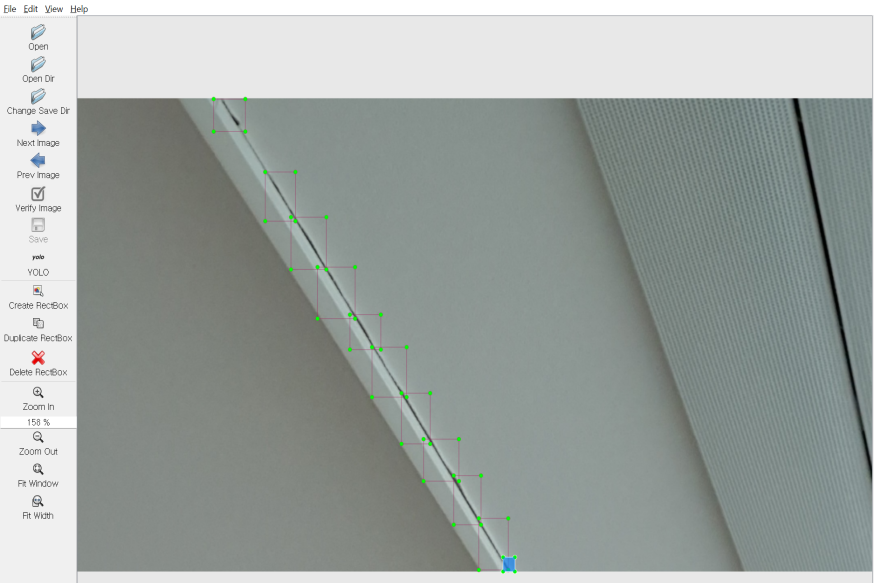 File Edit View Help
Open
Open Dir
Change Save Dir
Next Image
Prev Image
Verify Image
Save
yolo
YOLO
Create RectBox
Duplicate RectBox
Delete RectBox
Zoom In
158 %
Zoom Out
Fit Window
Fit Width